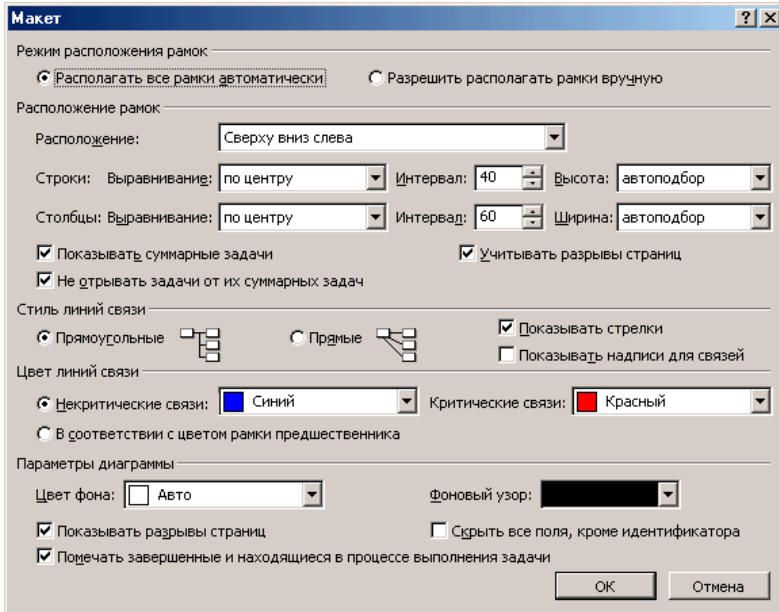 Макет
Режим расположения рамок
Располагать все рамки автоматически Разрешить располагать рамки вручную
Расположение рамок
Расположение: Сверху вниз слева
Строки: Выравнивание: по центру Интервал: 40 Высота: автоподбор
Столбцы: Выравнивание: по центру Интервал: 60 Ширина: автоподбор
Показывать суммарные задачи Учитывать разрывы страниц
Не отрывать задачи от их суммарных задач
Стиль линий связи
Прямоугольные Прямые Показывать стрелки
Показывать надписи для связей
Цвет линий связи
Некритические связи: Синий Критические связи: Красный
В соответствии с цветом рамки предшественника
Параметры диаграммы
Цвет фона: Авто Фоновый узор:
Показывать разрывы страниц Скрыть все поля, кроме идентификатора
Помечать завершенные и находящиеся в процессе выполнения задачи
ОК Отмена